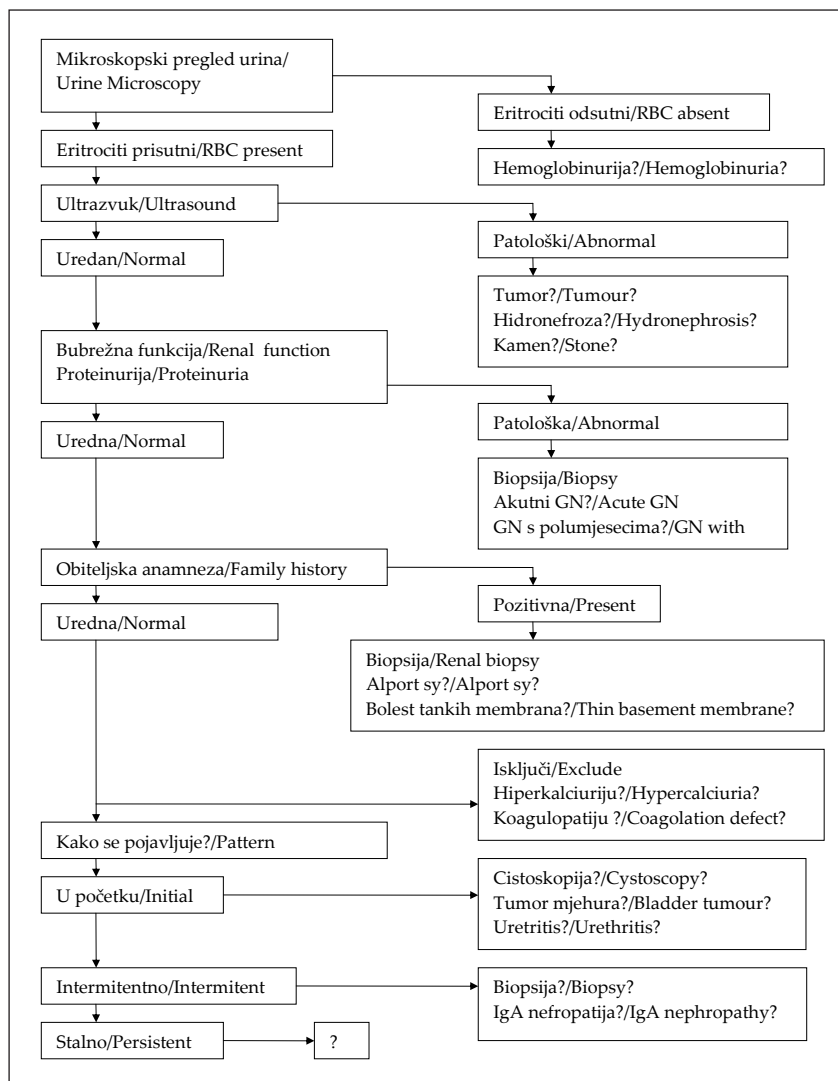 Mikroskopski pregled urina/
Urine Microscopy
Eritrociti odsutni/RBC absent
Eritrociti prisutni/RBC present
Hemoglobinurija?/Hemoglobinuria?
Ultrazvuk/Ultrasound
Patološki/Abnormal
Uredan/Normal
Tumor?/Tumour?
Hidronefroza?/Hydronephrosis?
Kamen?/Stone?
Bubrežna funkcija/Renal function
Proteinurija/Proteinuria
Patološka/Abnormal
Uredna/Normal
Biopsija/Biopsy
Akutni GN?/Acute GN
GN s polumjesecima?/GN with
Obiteljska anamneza/Family history
Pozitivna/Present
Uredna/Normal
Biopsija/Renal biopsy
Alport sy?/Alport sy?
Bolest tankih membrana?/Thin basement membrane?
Isključi/Exclude
Hiperkalciuriju?/Hypercalciuria?
Koagulopatiju ?/Coagolation defect?
Kako se pojavljuje?/Pattern
U početku/Initial
Cistoskopija?/Cystoscopy?
Tumor mjehura?/Bladder tumour?
Uretritis?/Urethritis?
Intermitentno/Intermitent
Biopsija?/Biopsy?
IgA nefropatija?/IgA nephropathy?
Stalno/Persistent
?